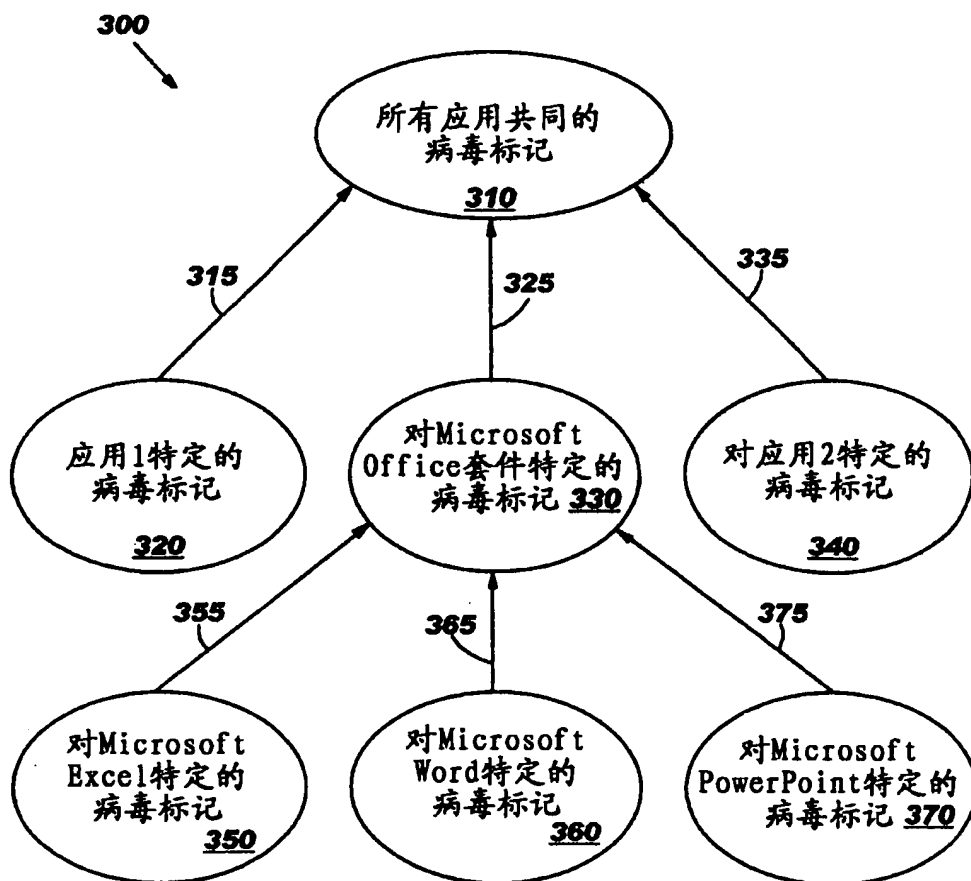 300
所有应用共同的
病毒标记
310
315
325
335
应用1特定的
病毒标记
320
对Microsoft
Office套件特定的
病毒标记 330
对应用2特定的
病毒标记
340
355
365
375
对Microsoft
Excel特定的
病毒标记
350
对Microsoft
Word特定的
病毒标记
360
对Microsoft
PowerPoint特定的
病毒标记 370